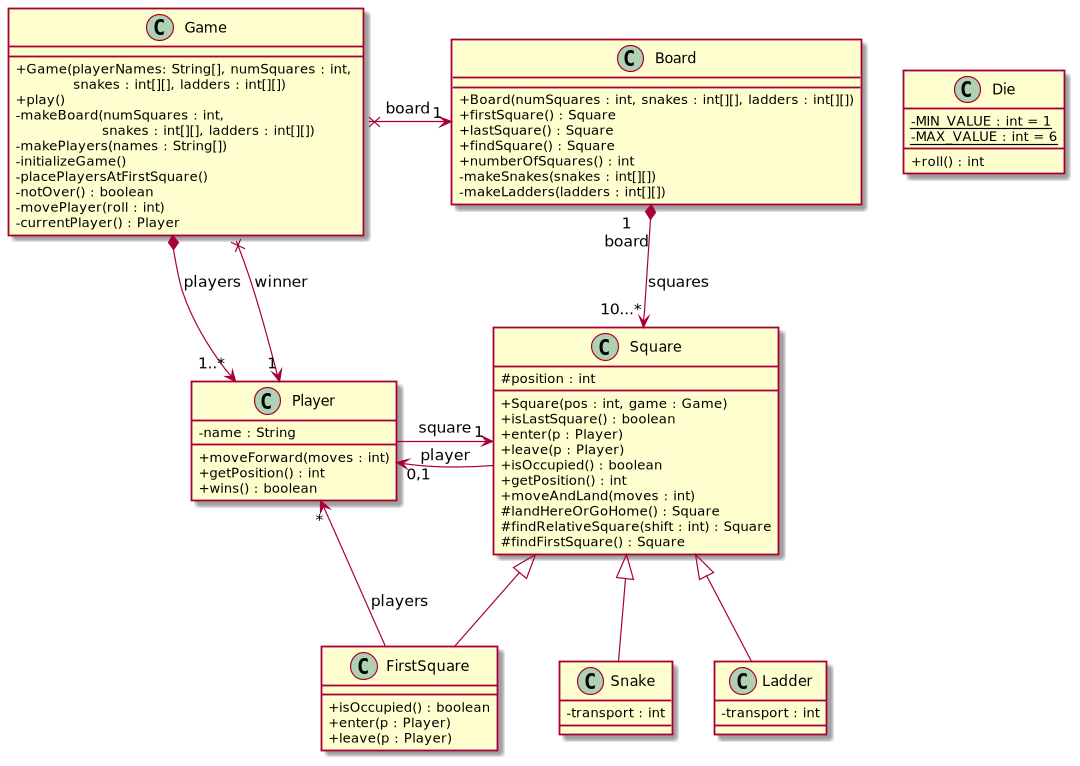 C Game
+Game(playerNames: String[], numSquares : int,
snakes : int[][], ladders : int[][])
+play()
-makeBoard(numSquares : int,
snakes : int[][], ladders : int[][])
-makePlayers(names : String[])
-initializeGame()
-placePlayersAtFirstSquare()
-notOver() : boolean
-movePlayer(roll : int)
-currentPlayer() : Player
board 1
C Board
+Board(numSquares : int, snakes : int[][], ladders : int[][])
+firstSquare() : Square
+lastSquare() : Square
+findSquare() : Square
+numberOfSquares() : int
-makeSnakes(snakes : int[][])
-makeLadders(ladders : int[][])
C Die
-MIN_VALUE : int = 1
-MAX_VALUE : int = 6
+roll() : int
players
winner
1..*
1
1
board
squares
10...*
C Player
-name : String
+moveForward(moves : int)
+getPosition() : int
+wins() : boolean
square 1
player
0,1
C Square
#position : int
+Square(pos : int, game : Game)
+isLastSquare() : boolean
+enter(p : Player)
+leave(p : Player)
+isOccupied() : boolean
+getPosition() : int
+moveAndLand(moves : int)
#landHereOrGoHome() : Square
#findRelativeSquare(shift : int) : Square
#findFirstSquare() : Square
*
players
C FirstSquare
+isOccupied() : boolean
+enter(p : Player)
+leave(p : Player)
C Snake
-transport : int
C Ladder
-transport : int